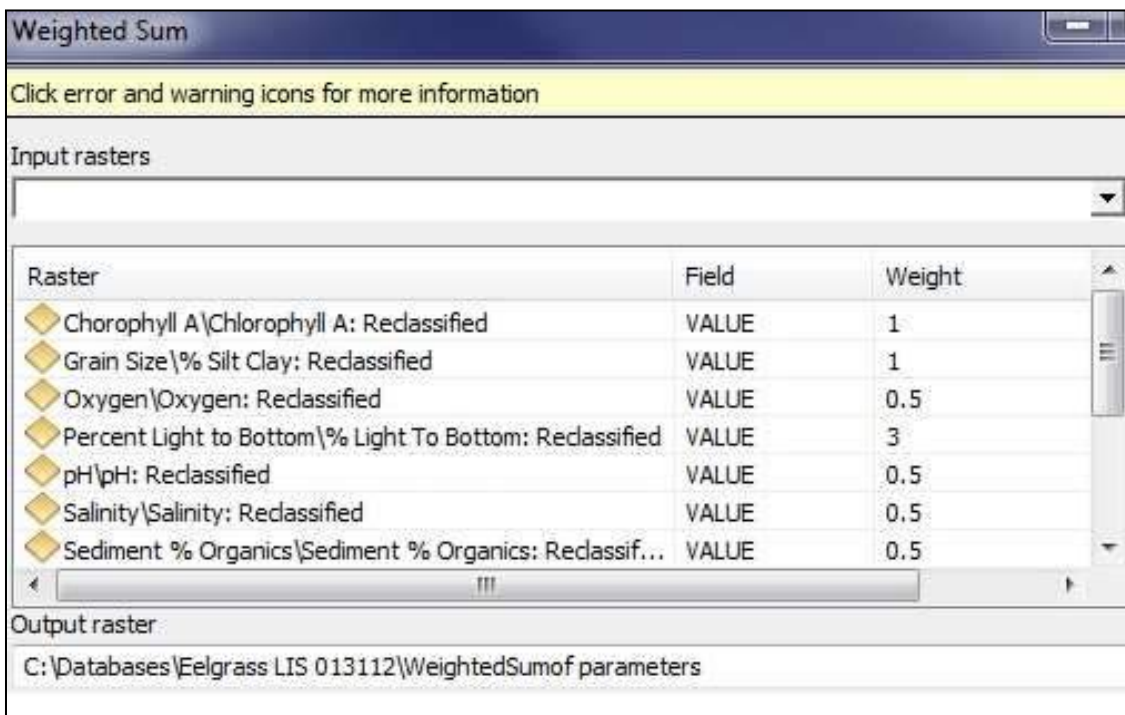 Weighted Sum
Click error and warning icons for more information
Input rasters
Raster Field Weight
Chorophyll A\Chlorophyll A: Reclassified VALUE 1
Grain Size\% Silt Clay: Reclassified VALUE 1
Oxygen\Oxygen: Reclassified VALUE 0.5
Percent Light to Bottom\% Light To Bottom: Reclassified VALUE 3
pH\pH: Reclassified VALUE 0.5
Salinity\Salinity: Reclassified VALUE 0.5
Sediment % Organics\Sediment % Organics: Reclassif... VALUE 0.5
Output raster
C:\Databases\Eelgrass LIS 013112\WeightedSumof parameters